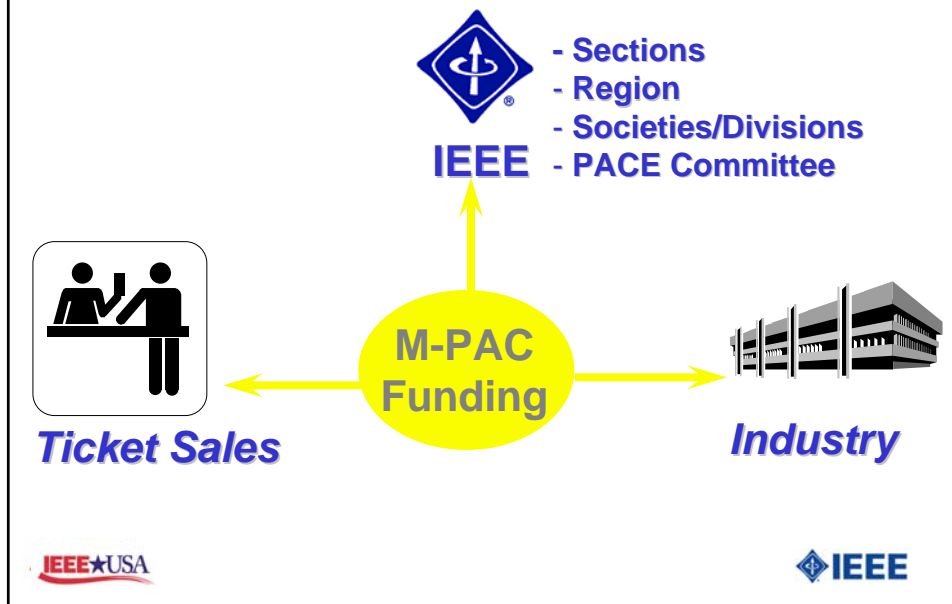 - Sections
- Region
- Societies/Divisions
IEEE - PACE Committee
M-PAC
Funding
Ticket Sales
Industry
IEEE★USA
IEEE